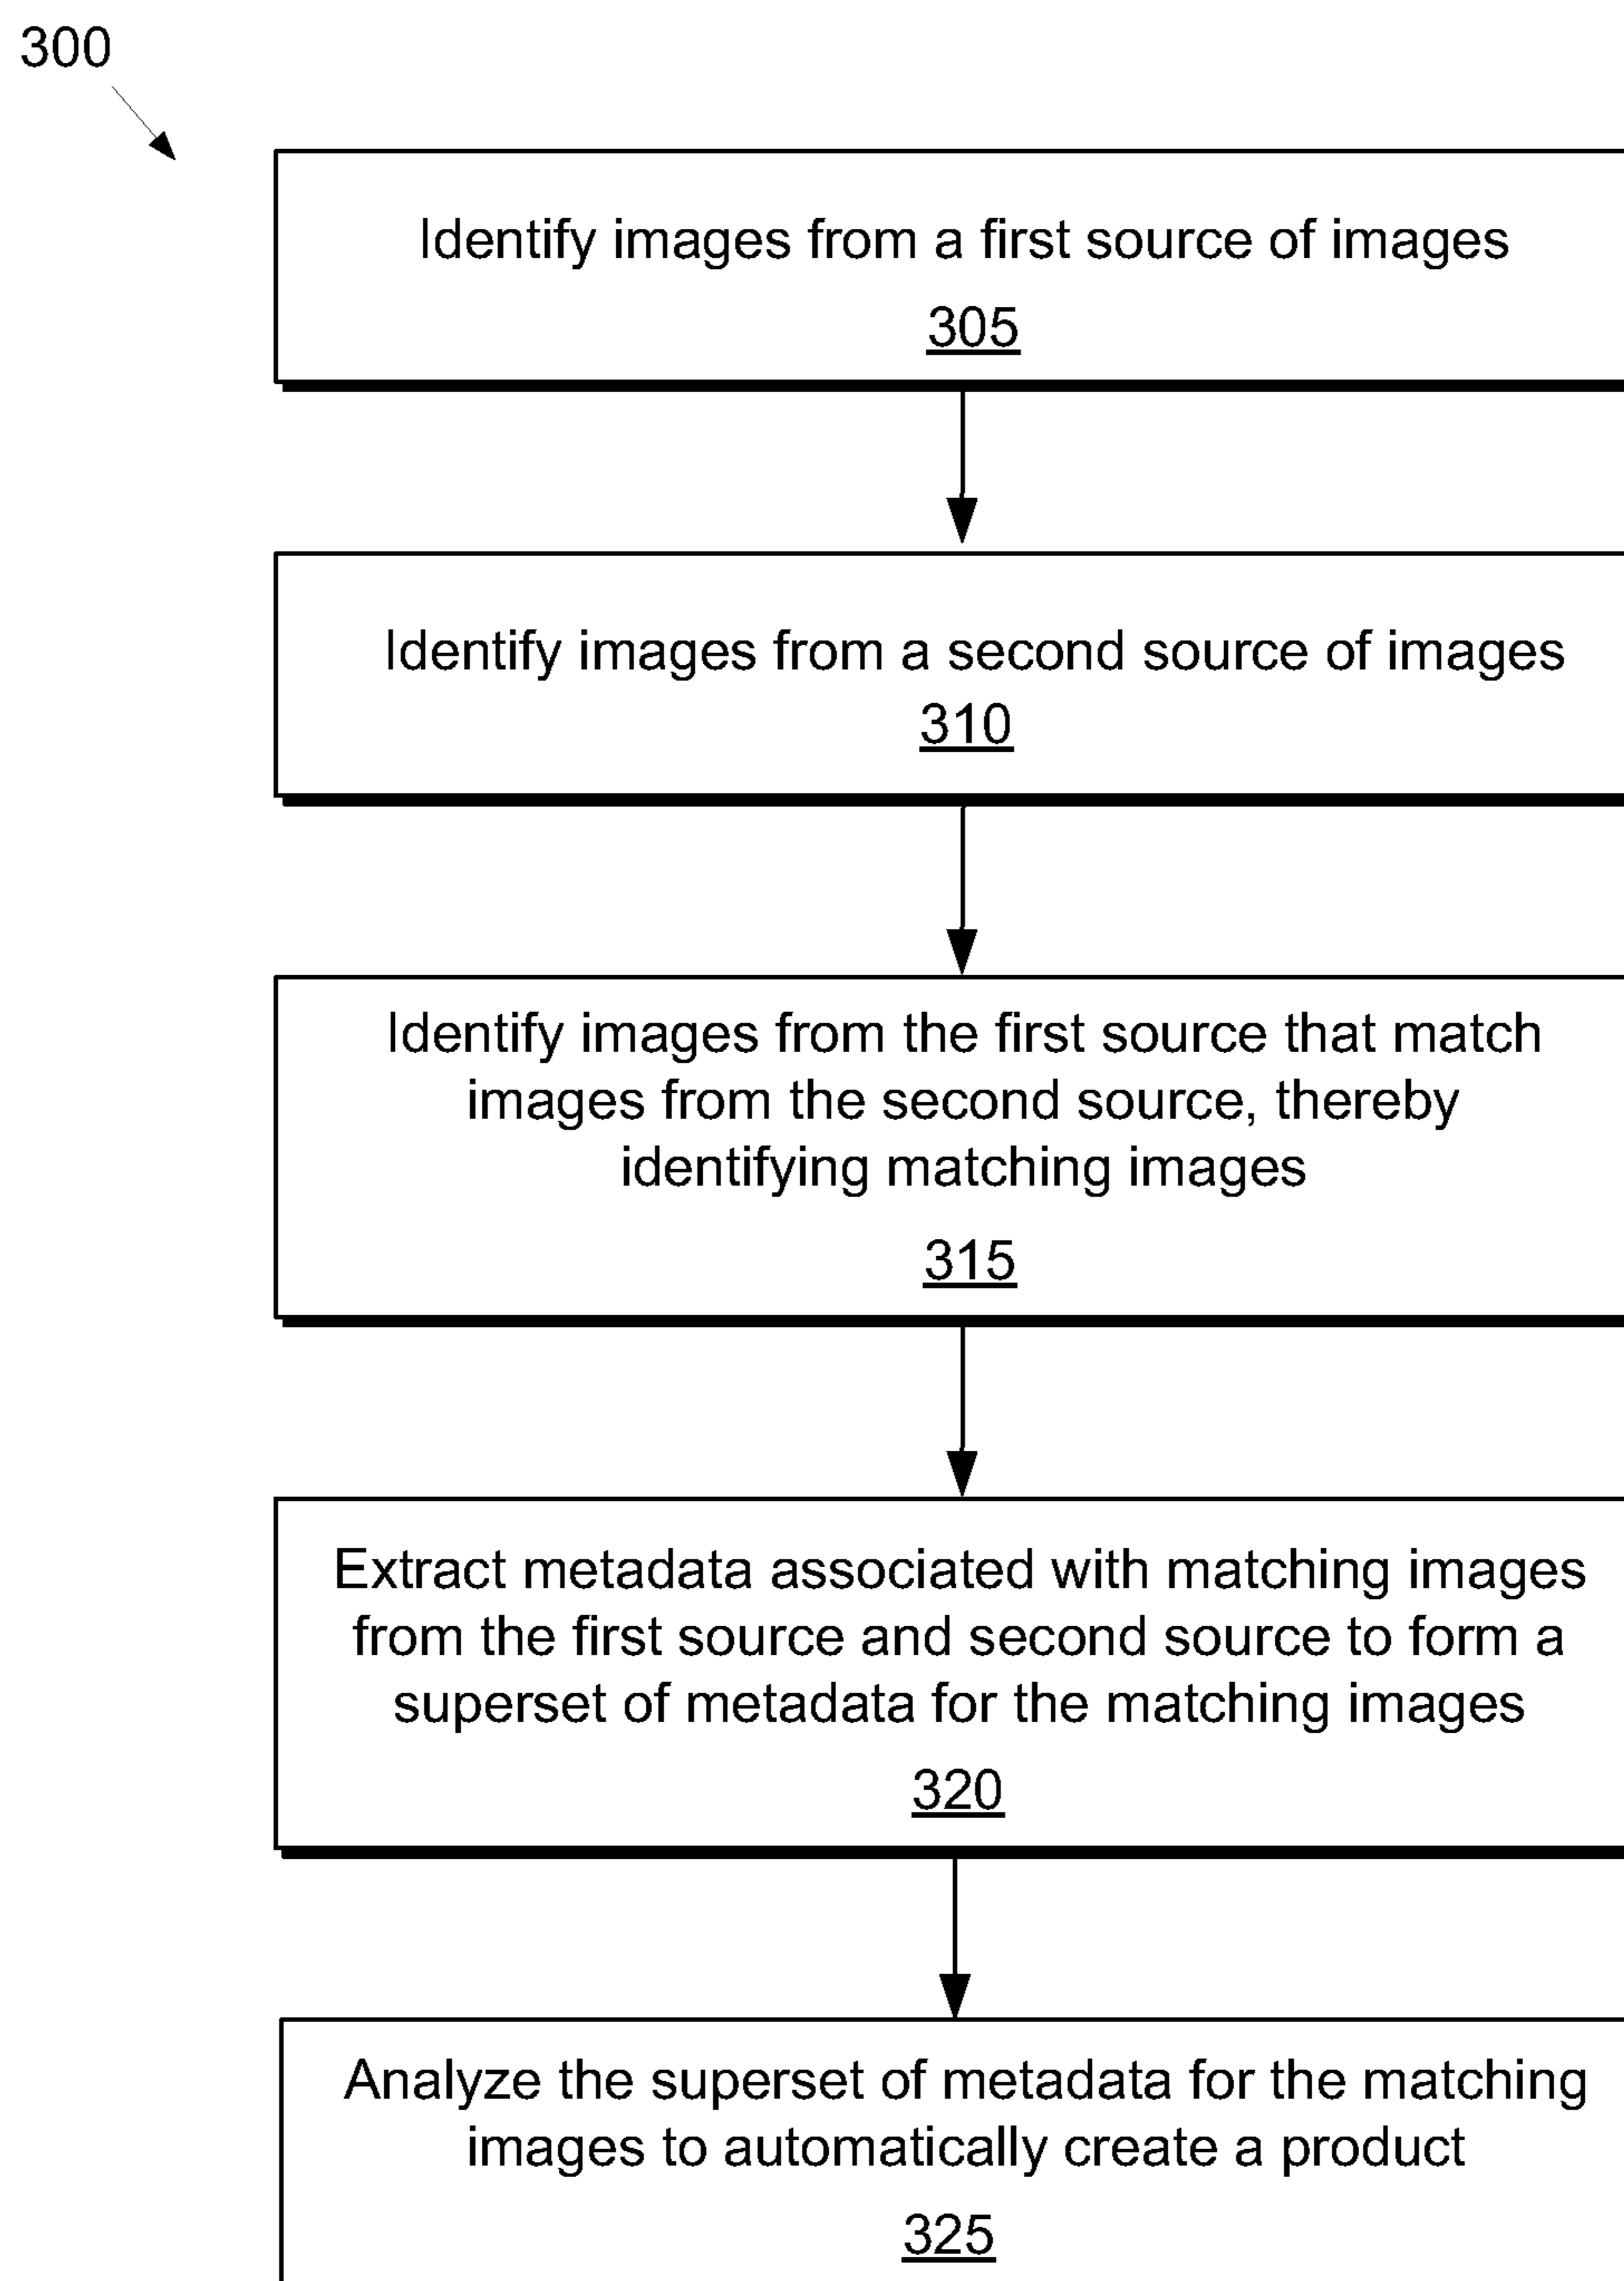 300
Identify images from a first source of images
305
Identify images from a second source of images
310
Identify images from the first source that match
images from the second source, thereby
identifying matching images
315
Extract metadata associated with matching images
from the first source and second source to form a
superset of metadata for the matching images
320
Analyze the superset of metadata for the matching
images to automatically create a product
325